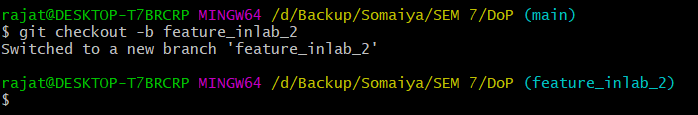 rajat@DESKTOP-T7BRCRP MINGW64 /d/Backup/Somaiya/SEM 7/DoP (main)
$ git checkout -b feature_inlab_2
Switched to a new branch 'feature_inlab_2'
rajat@DESKTOP-T7BRCRP MINGW64 /d/Backup/Somaiya/SEM 7/DoP (feature_inlab_2)
$